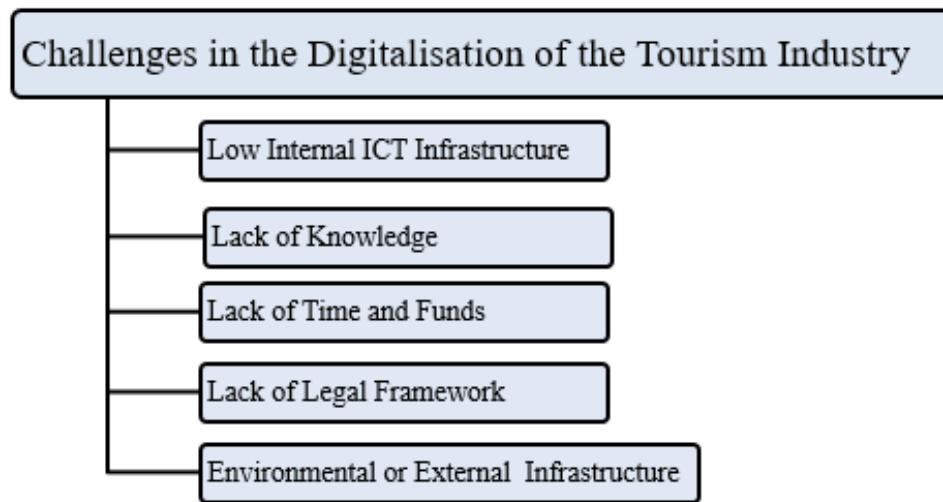 Challenges in the Digitalisation of the Tourism Industry
Low Internal ICT Infrastructure
Lack of Knowledge
Lack of Time and Funds
Lack of Legal Framework
Environmental or External Infrastructure